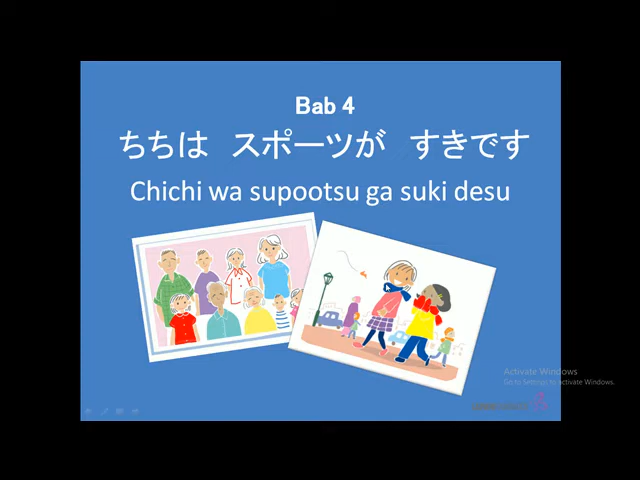 Bab 4
ちちは　スポーツが　すきです
Chichi wa supootsu ga suki desu
Activate Windows
Go to Settings to activate Windows.